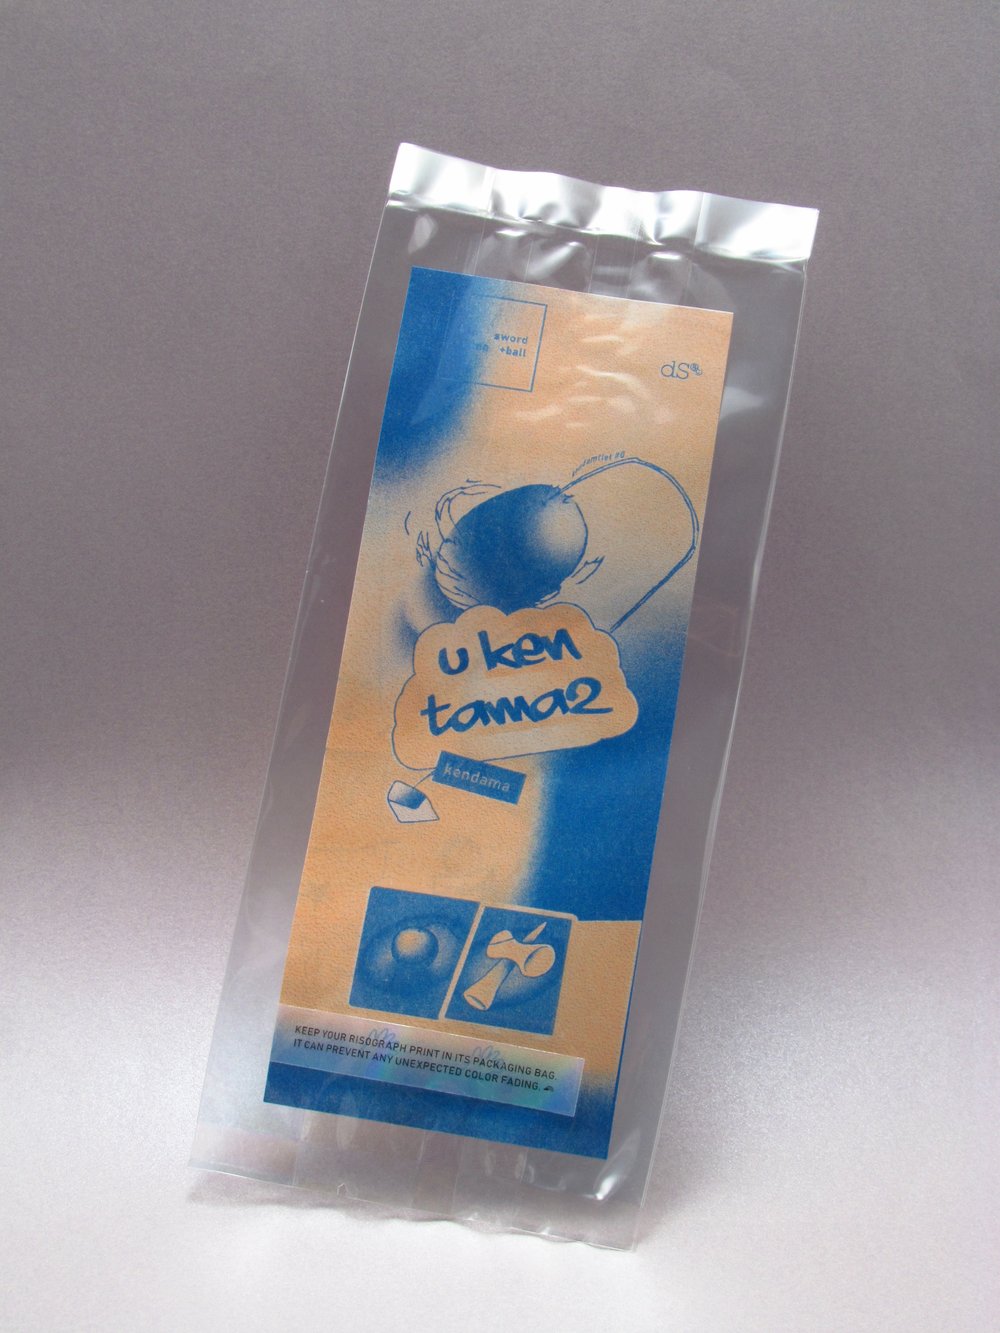 sword
+ball
dS
#0
u ken
tama2
kendama
KEEP YOUR RISOGRAPH PRINT IN ITS PACKAGING BAG.
IT CAN PREVENT ANY UNEXPECTED COLOR FADING.